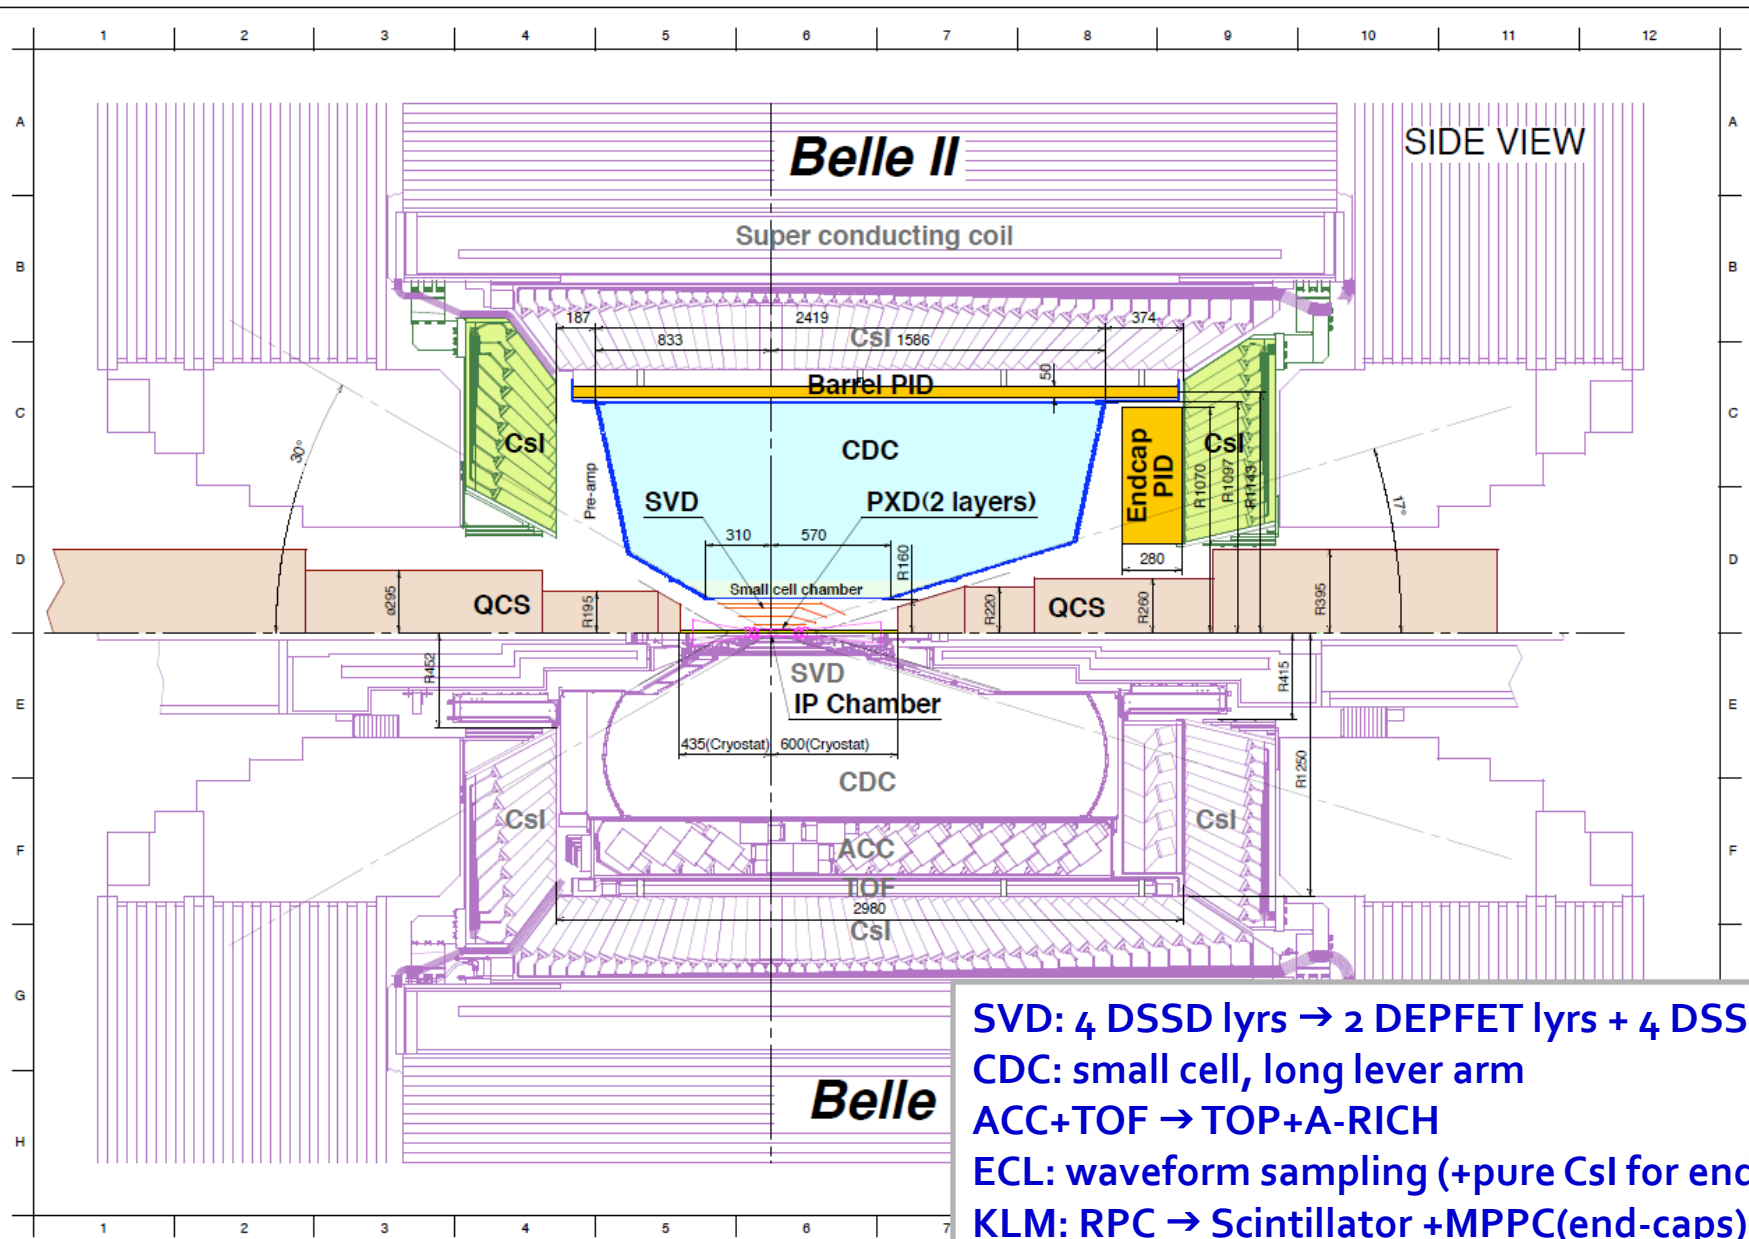 1 2 3 4 5 6 7 8 9 10 11 12
A A
SIDE VIEW
Belle II
Super conducting coil
B B
187 2419 374
833 CsI 1586
Barrel PID 50
C C
CsI CDC CsI
30°
Pre-amp
Endcap
PID
R1070
R1097
R1143
17°
SVD PXD(2 layers)
310 570
R160
D D
280
Small cell chamber
ø295 QCS R195 R220 QCS R260 R395
R452 SVD R415
IP Chamber
E E
435(Cryostat) 600(Cryostat)
R1250
CDC
CsI CsI
ACC
F F
TOF
2980
CsI
G
Belle
H
SVD: 4 DSSD lyrs → 2 DEPFET lyrs + 4 DSS
CDC: small cell, long lever arm
ACC+TOF → TOP+A-RICH
ECL: waveform sampling (+pure CsI for end
KLM: RPC → Scintillator +MPPC(end-caps)
1 2 3 4 5 6 7